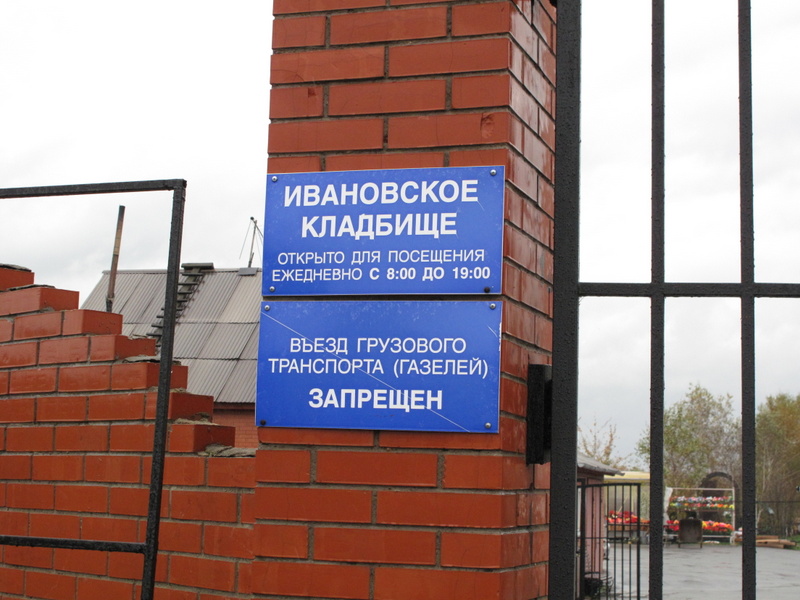 ИВАНОВСКОЕ
КЛАДБИЩЕ
ОТКРЫТО ДЛЯ ПОСЕЩЕНИЯ
ЕЖЕДНЕВНО С 8:00 ДО 19:00
ВЪЕЗД ГРУЗОВОГО
ТРАНСПОРТА (ГАЗЕЛЕЙ)
ЗАПРЕЩЕН